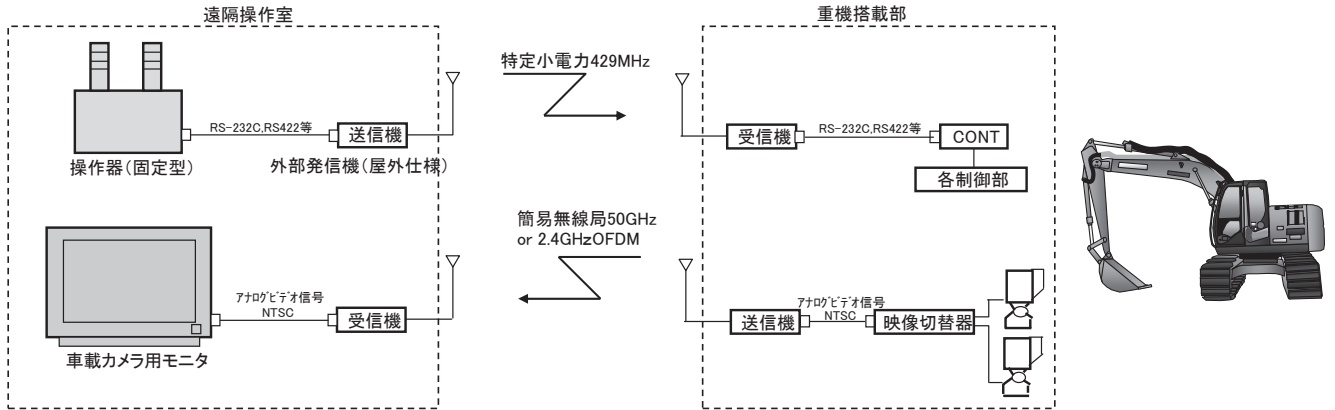 遠隔操作室
重機搭載部
特定小電力429MHz
RS-232C,RS422等
送信機
操作器(固定型)
外部発信機(屋外仕様)
受信機
RS-232C,RS422等
CONT
各制御部
簡易無線局50GHz
or 2.4GHzOFDM
アナログビデオ信号
NTSC
受信機
車載カメラ用モニタ
送信機
アナログビデオ信号
NTSC
映像切替器